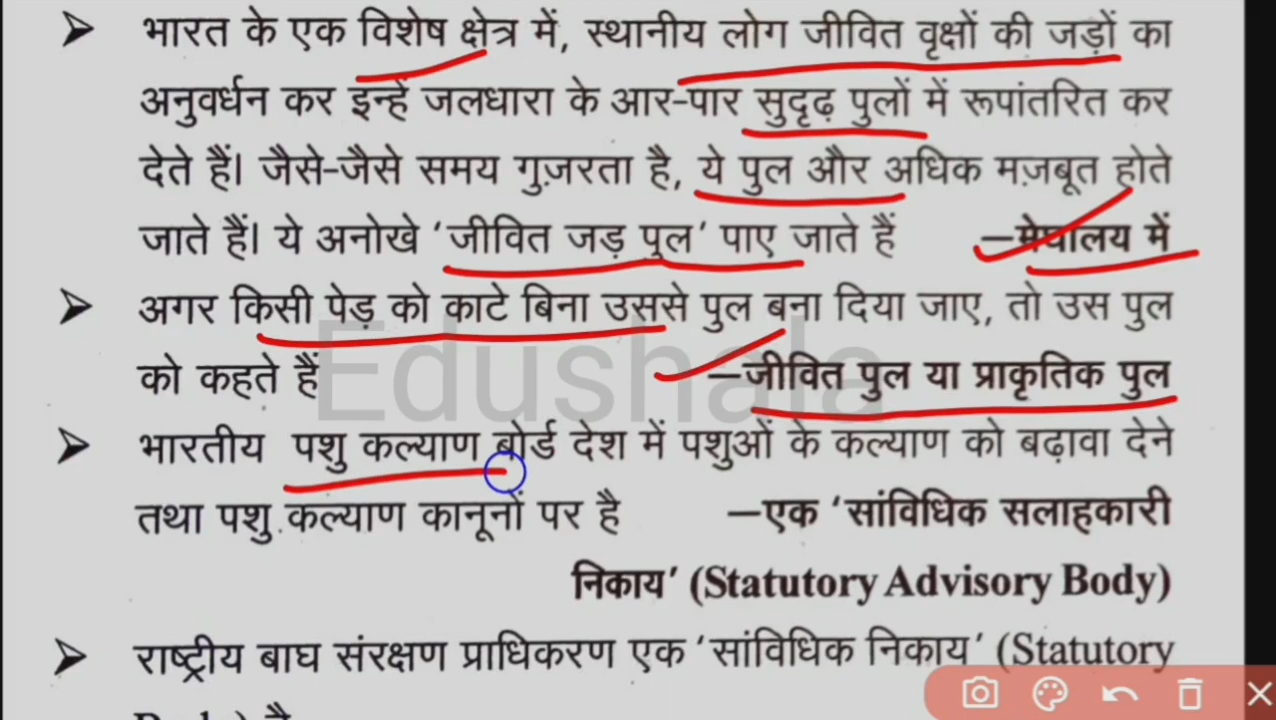 ➤ भारत के एक विशेष क्षेत्र में, स्थानीय लोग जीवित वृक्षों की जड़ों का
अनुवर्धन कर इन्हें जलधारा के आर-पार सुदृढ़ पुलों में रूपांतरित कर
देते हैं। जैसे-जैसे समय गुज़रता है, ये पुल और अधिक मज़बूत होते
जाते हैं। ये अनोखे ‘जीवित जड़ पुल’ पाए जाते हैं –मेघालय में
➤ अगर किसी पेड़ को काटे बिना उससे पुल बना दिया जाए, तो उस पुल
को कहते हैं –जीवित पुल या प्राकृतिक पुल
Edushala
➤ भारतीय पशु कल्याण बोर्ड देश में पशुओं के कल्याण को बढ़ावा देने
तथा पशु कल्याण कानूनों पर है –एक ‘सांविधिक सलाहकारी
निकाय’ (Statutory Advisory Body)
➤ राष्ट्रीय बाघ संरक्षण प्राधिकरण एक ‘सांविधिक निकाय’ (Statutory